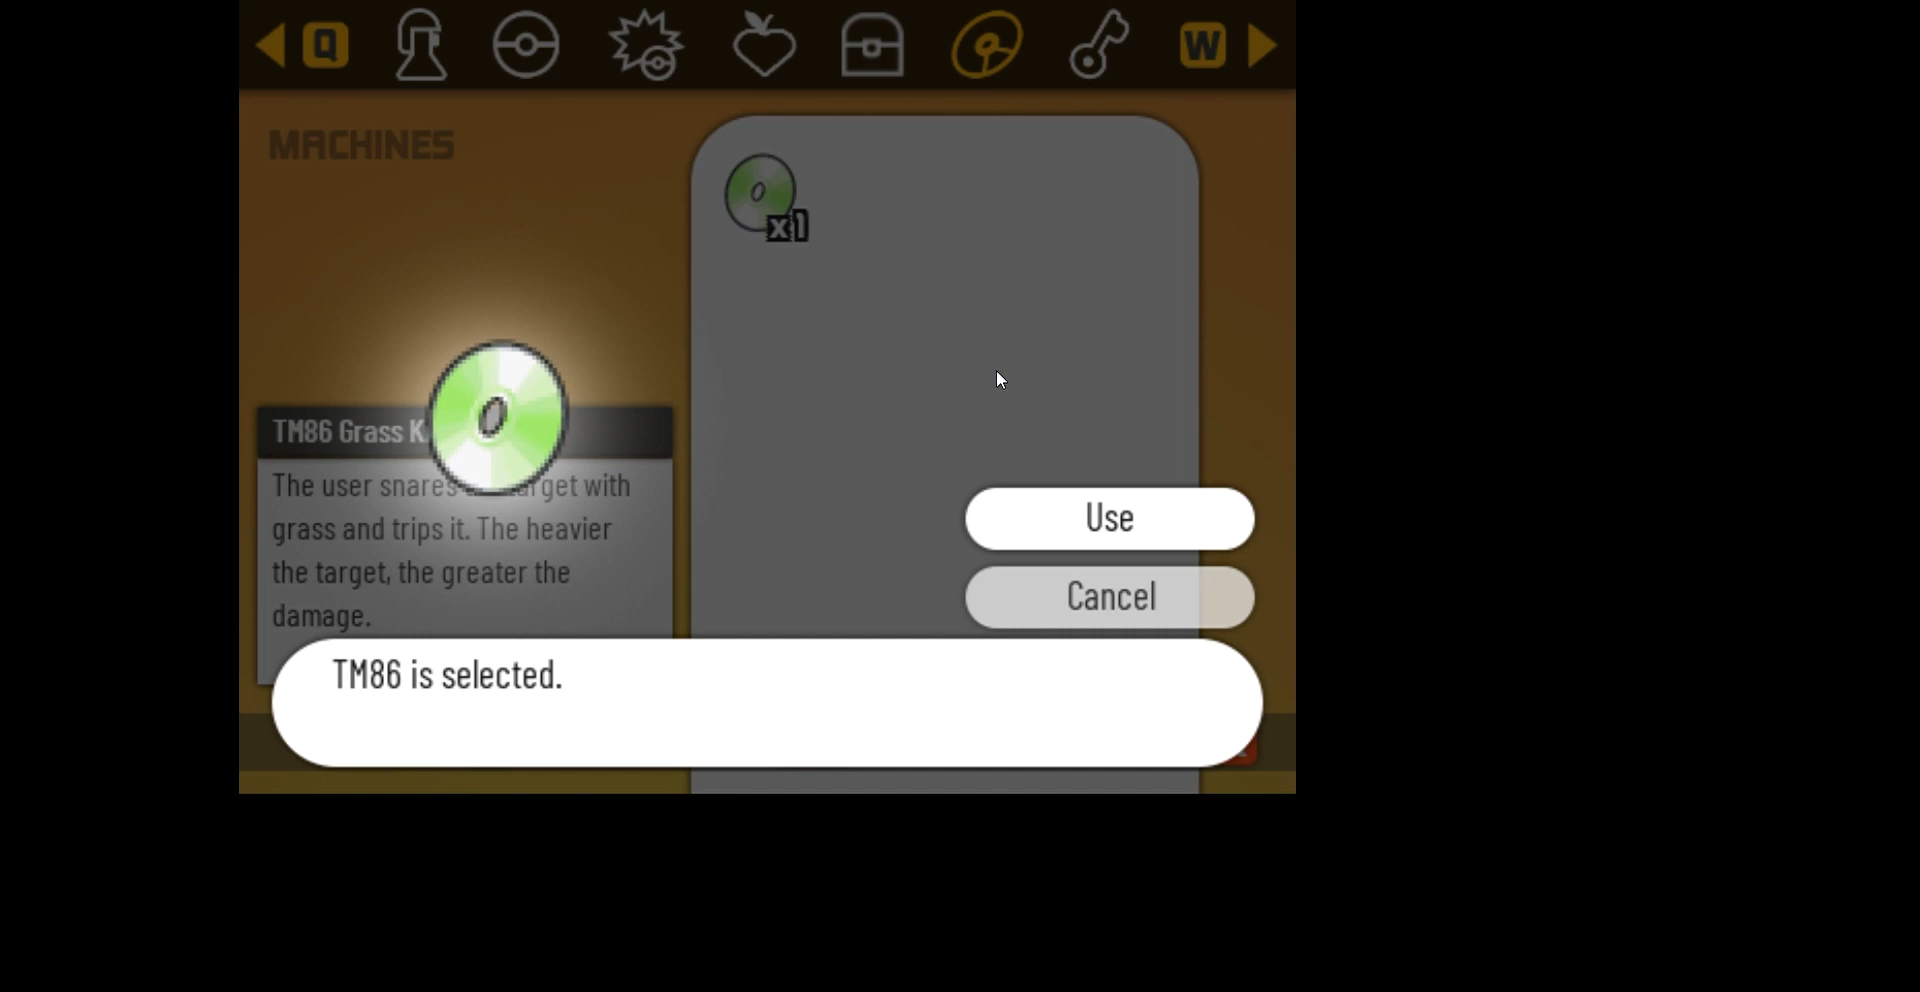 Q
W
MACHINES
x1
TM86 Grass K
The user snares get with
grass and trips it. The heavier
the target, the greater the
damage.
Use
Cancel
TM86 is selected.